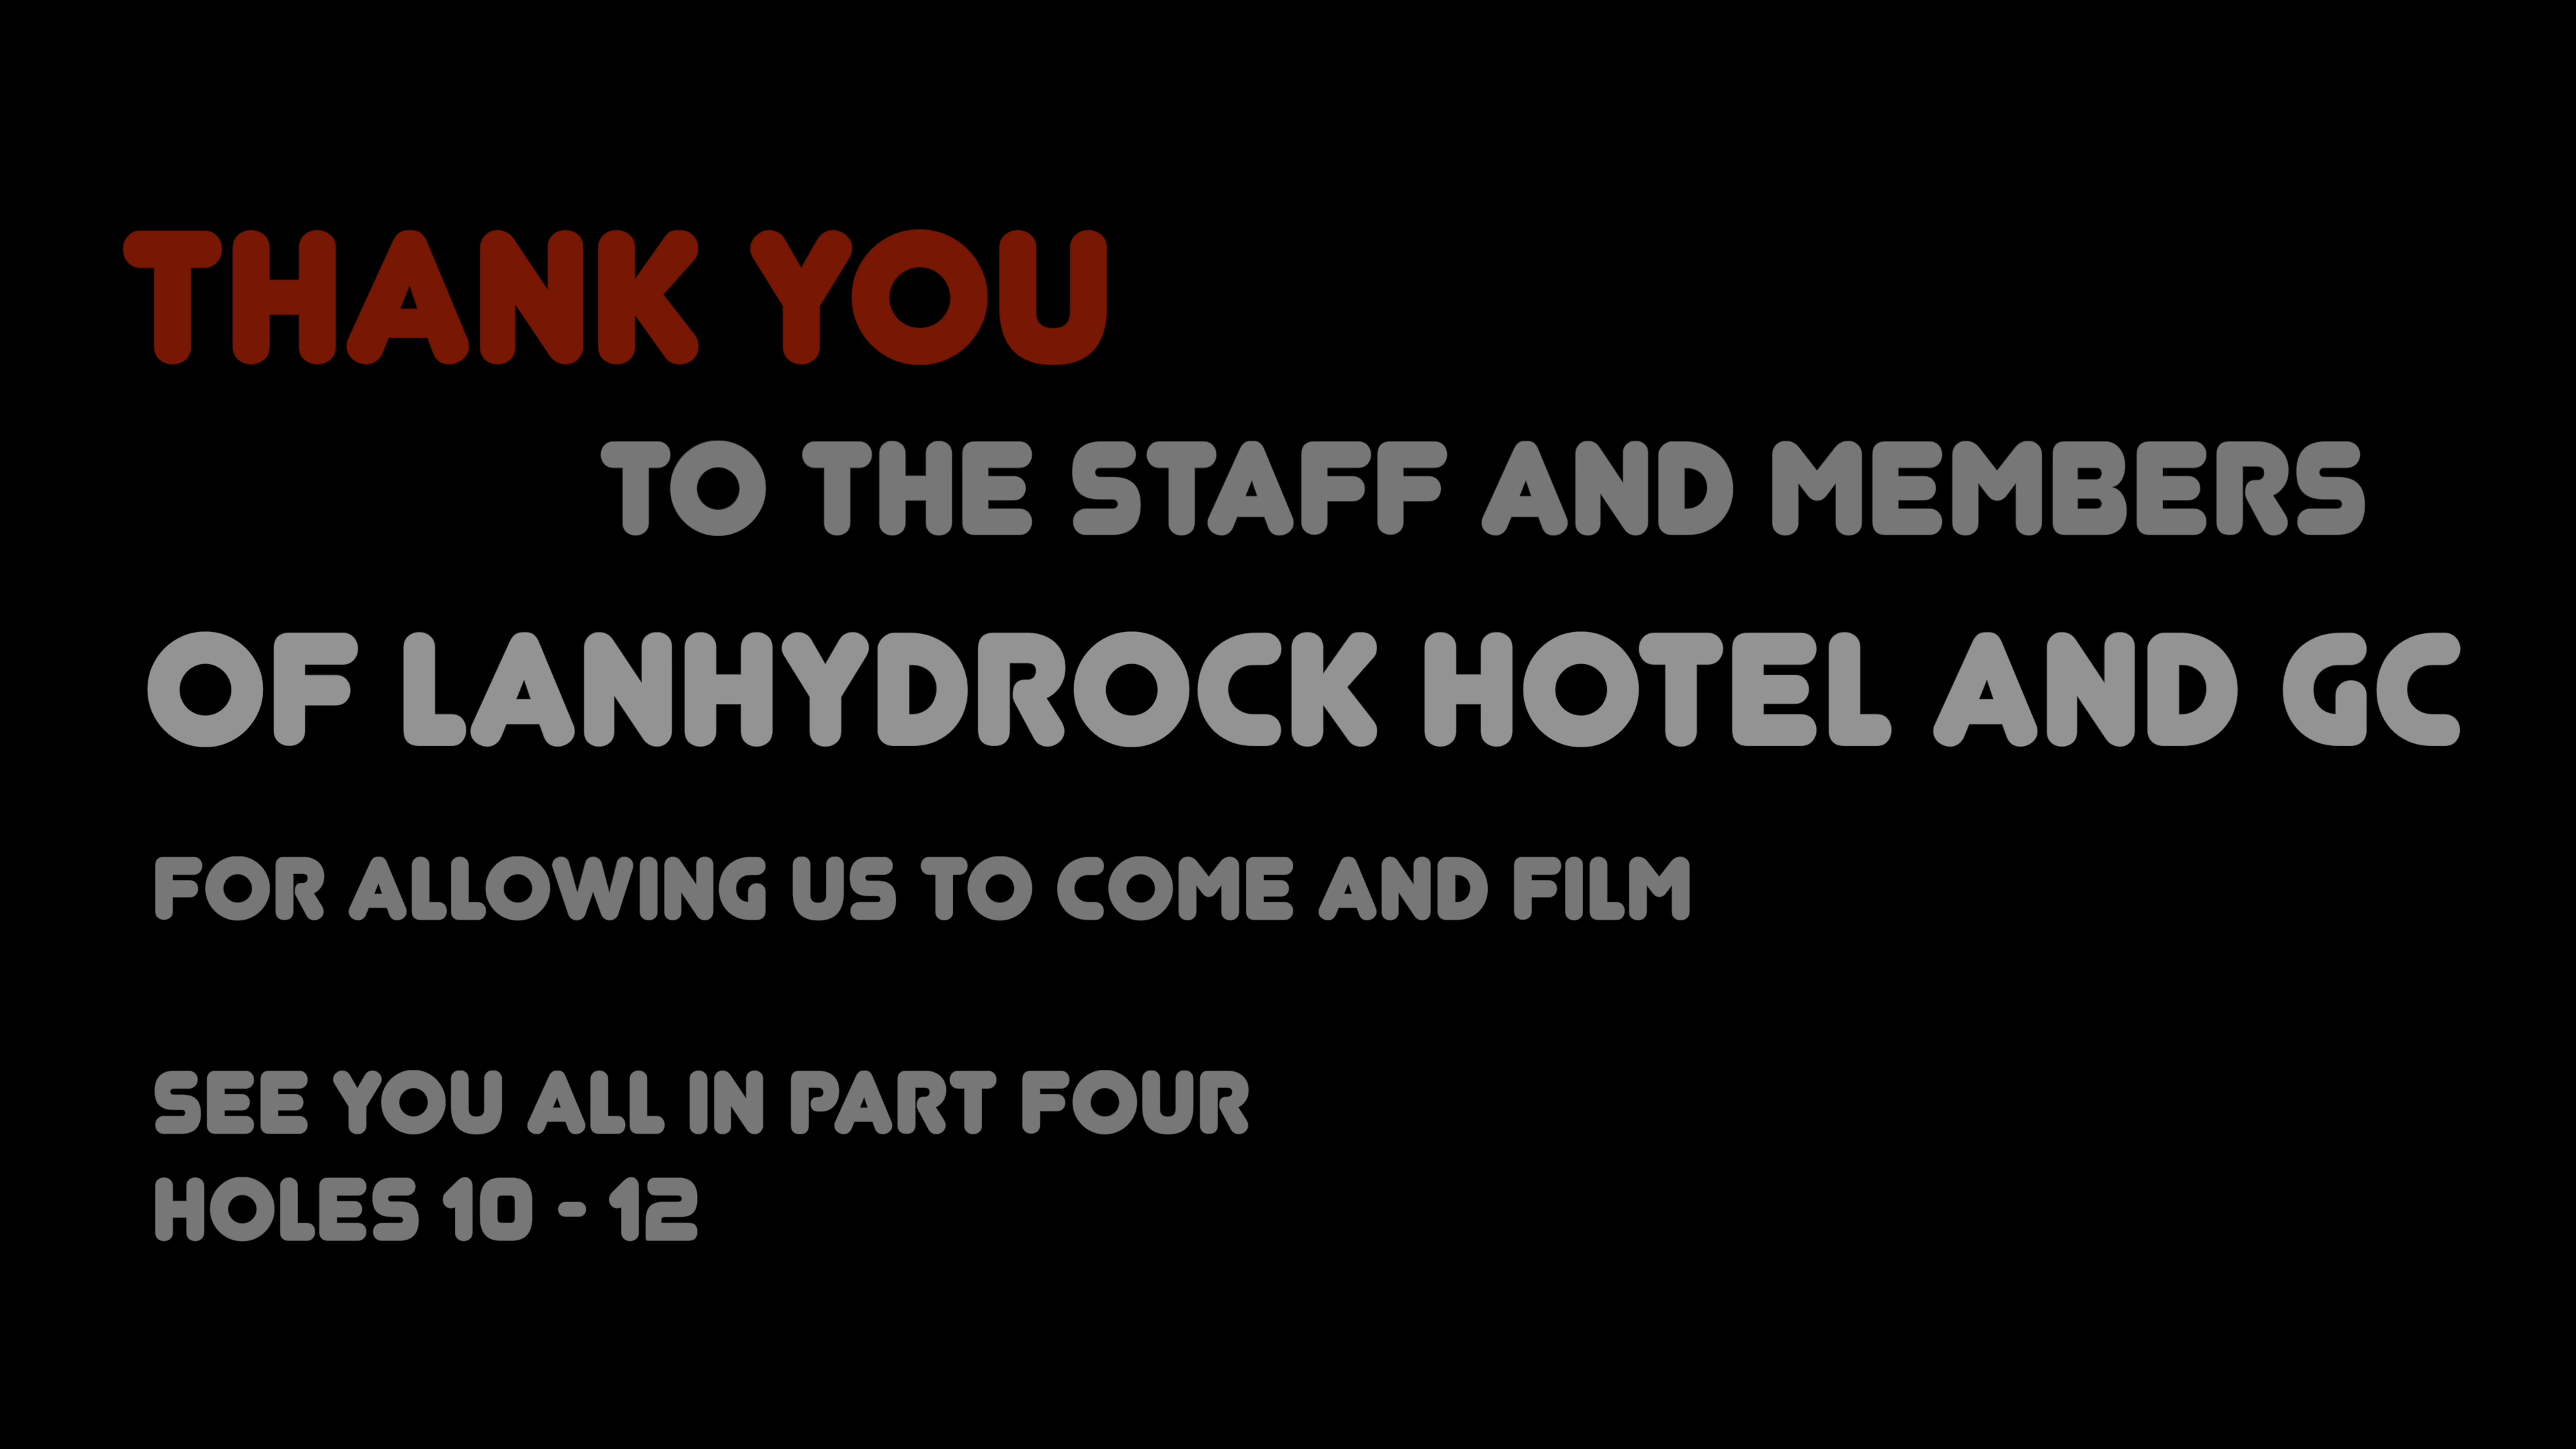 THANK YOU
TO THE STAFF AND MEMBERS
OF LANHYDROCK HOTEL AND GC
FOR ALLOWING US TO COME AND FILM
SEE YOU ALL IN PART FOUR
HOLES 10 - 12